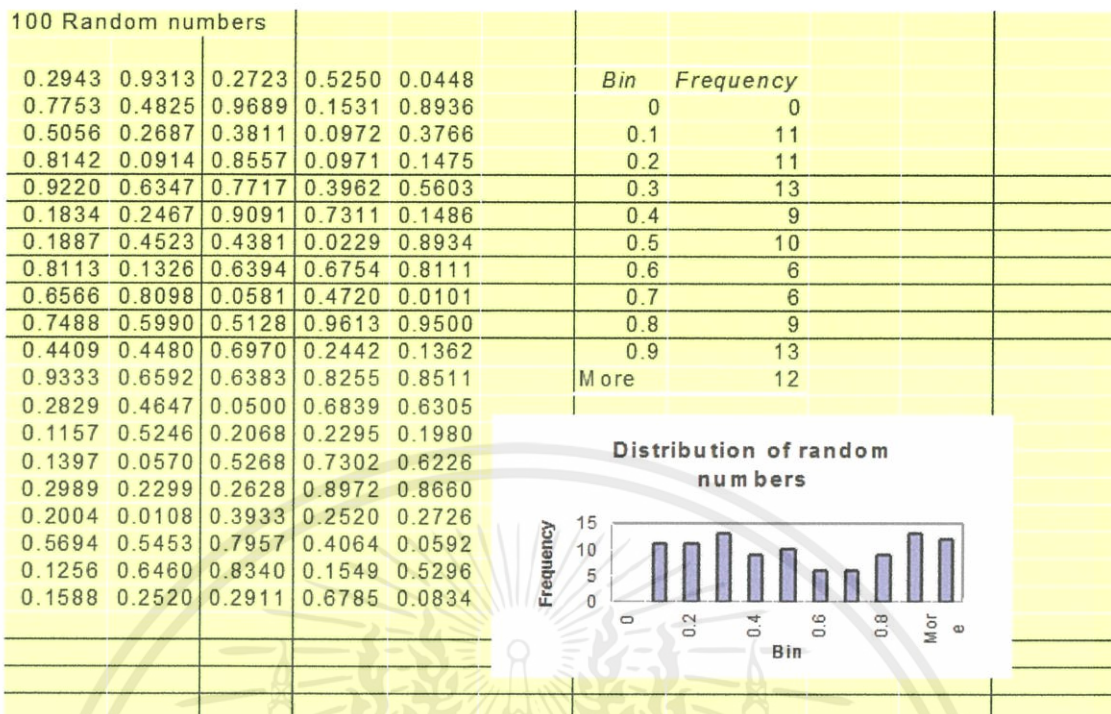 100 Random numbers
0.2943 0.9313 0.2723 0.5250 0.0448 Bin Frequency
0.7753 0.4825 0.9689 0.1531 0.8936 0 0
0.5056 0.2687 0.3811 0.0972 0.3766 0.1 11
0.8142 0.0914 0.8557 0.0971 0.1475 0.2 11
0.9220 0.6347 0.7717 0.3962 0.5603 0.3 13
0.1834 0.2467 0.9091 0.7311 0.1486 0.4 9
0.1887 0.4523 0.4381 0.0229 0.8934 0.5 10
0.8113 0.1326 0.6394 0.6754 0.8111 0.6 6
0.6566 0.8098 0.0581 0.4720 0.0101 0.7 6
0.7488 0.5990 0.5128 0.9613 0.9500 0.8 9
0.4409 0.4480 0.6970 0.2442 0.1362 0.9 13
0.9333 0.6592 0.6383 0.8255 0.8511 More 12
0.2829 0.4647 0.0500 0.6839 0.6305
0.1157 0.5246 0.2068 0.2295 0.1980
0.1397 0.0570 0.5268 0.7302 0.6226
0.2989 0.2299 0.2628 0.8972 0.8660
0.2004 0.0108 0.3933 0.2520 0.2726
0.5694 0.5453 0.7957 0.4064 0.0592
0.1256 0.6460 0.8340 0.1549 0.5296
0.1588 0.2520 0.2911 0.6785 0.0834
Distribution of random
numbers
Frequency
15
10
5
0
0 0.2 0.4 0.6 0.8 Mor
e
Bin